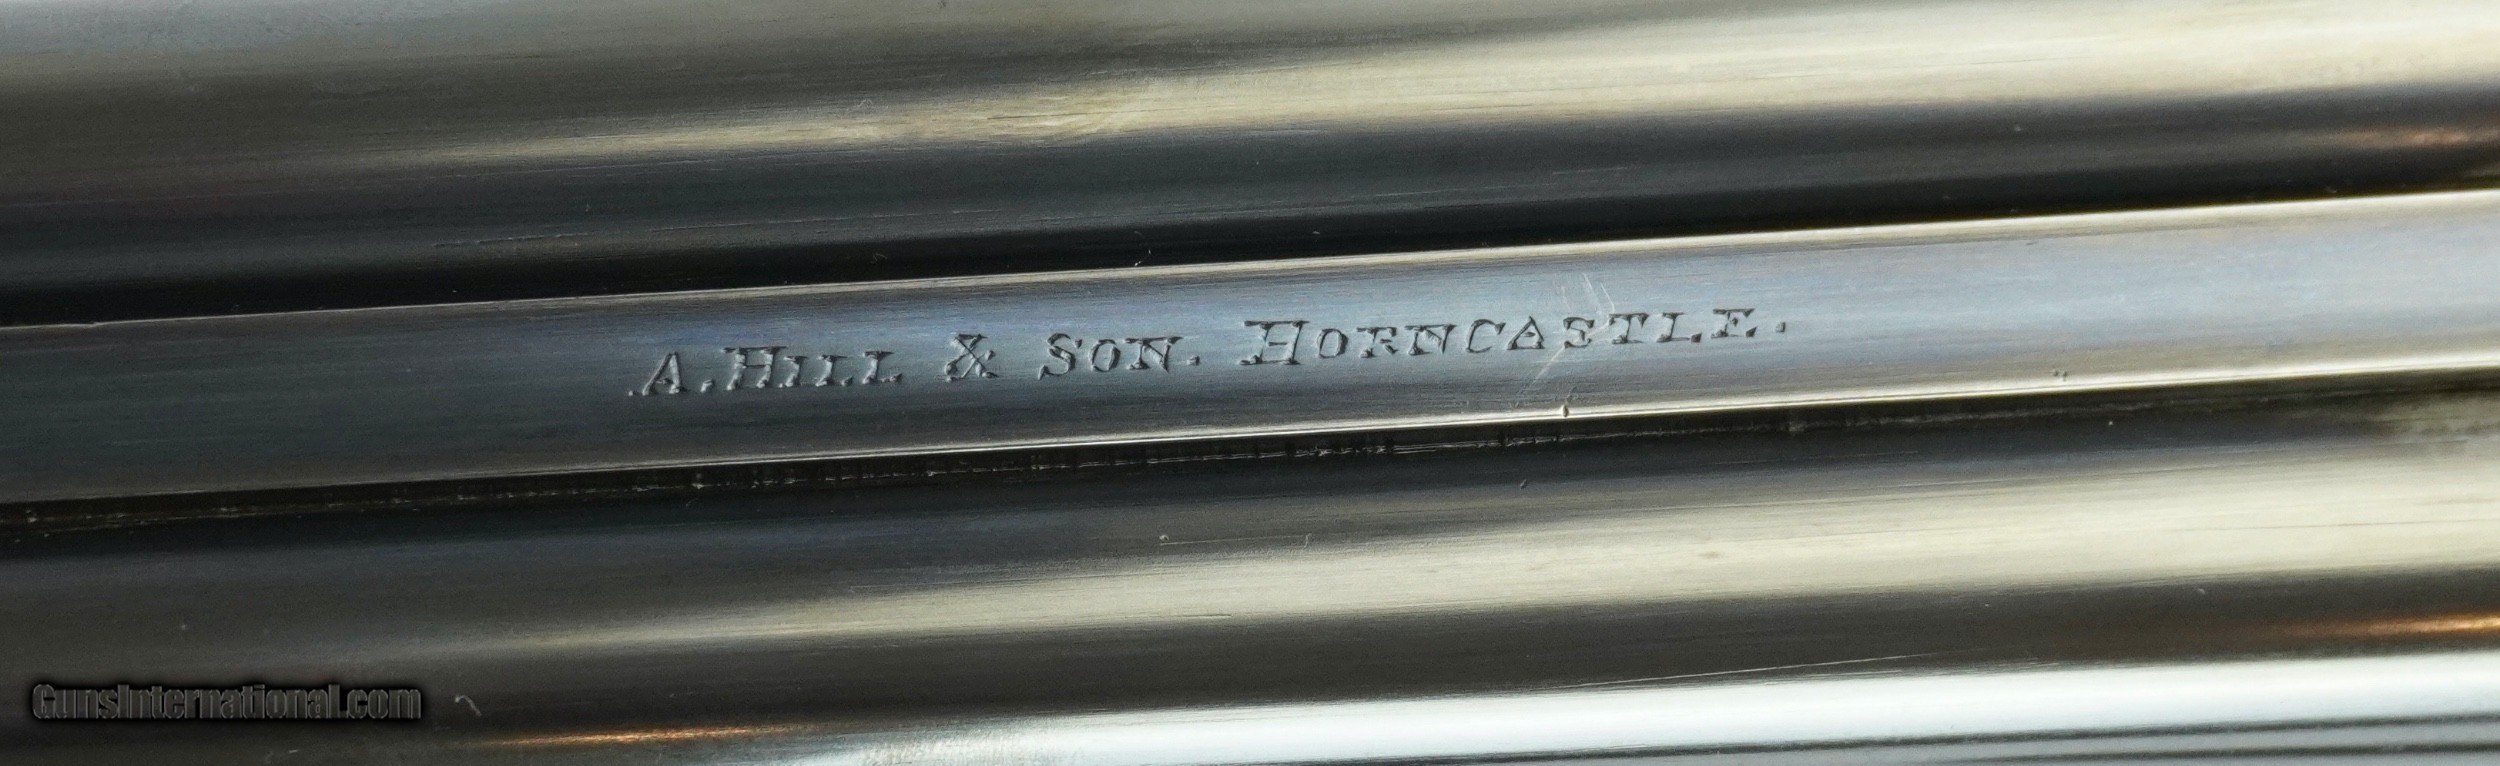 A. HILL & SON. HORNCASTLE.
GunsInternational.com